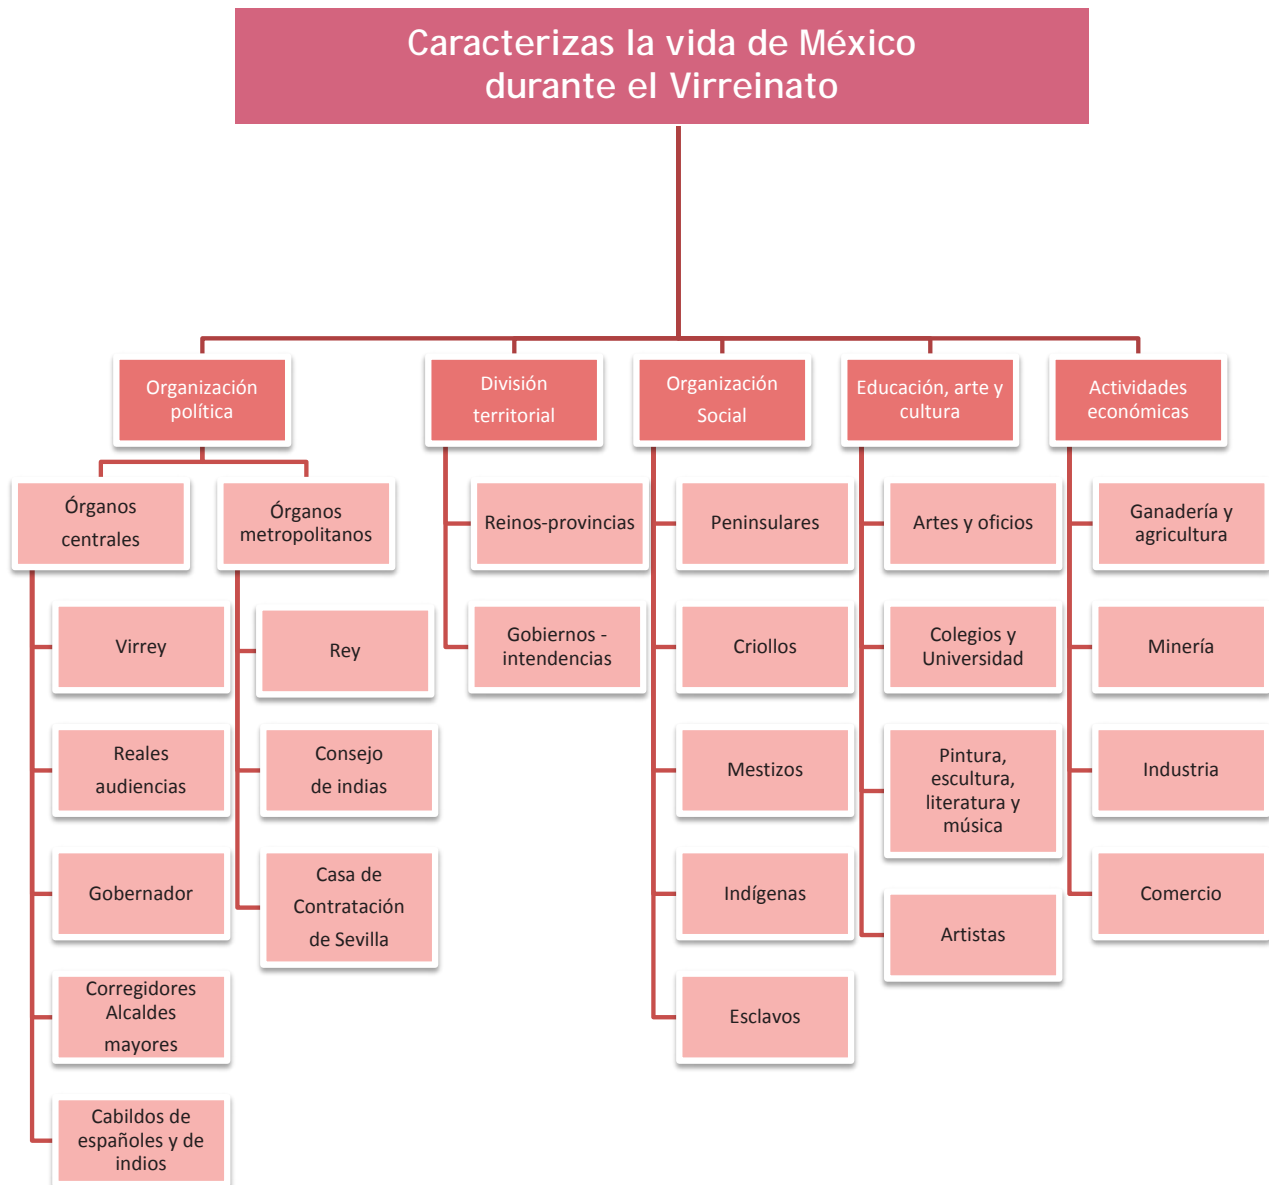 Caracterizas la vida de México
durante el Virreinato
Organización
política
Órganos
centrales
Virrey
Reales
audiencias
Gobernador
Corregidores
Alcaldes
mayores
Cabildos de
españoles y de
indios
Órganos
metropolitanos
Rey
Consejo
de indias
Casa de
Contratación
de Sevilla
División
territorial
Reinos-provincias
Gobiernos -
intendencias
Organización
Social
Peninsulares
Criollos
Mestizos
Indígenas
Esclavos
Educación, arte y
cultura
Artes y oficios
Colegios y
Universidad
Pintura,
escultura,
literatura y
música
Artistas
Actividades
económicas
Ganadería y
agricultura
Minería
Industria
Comercio